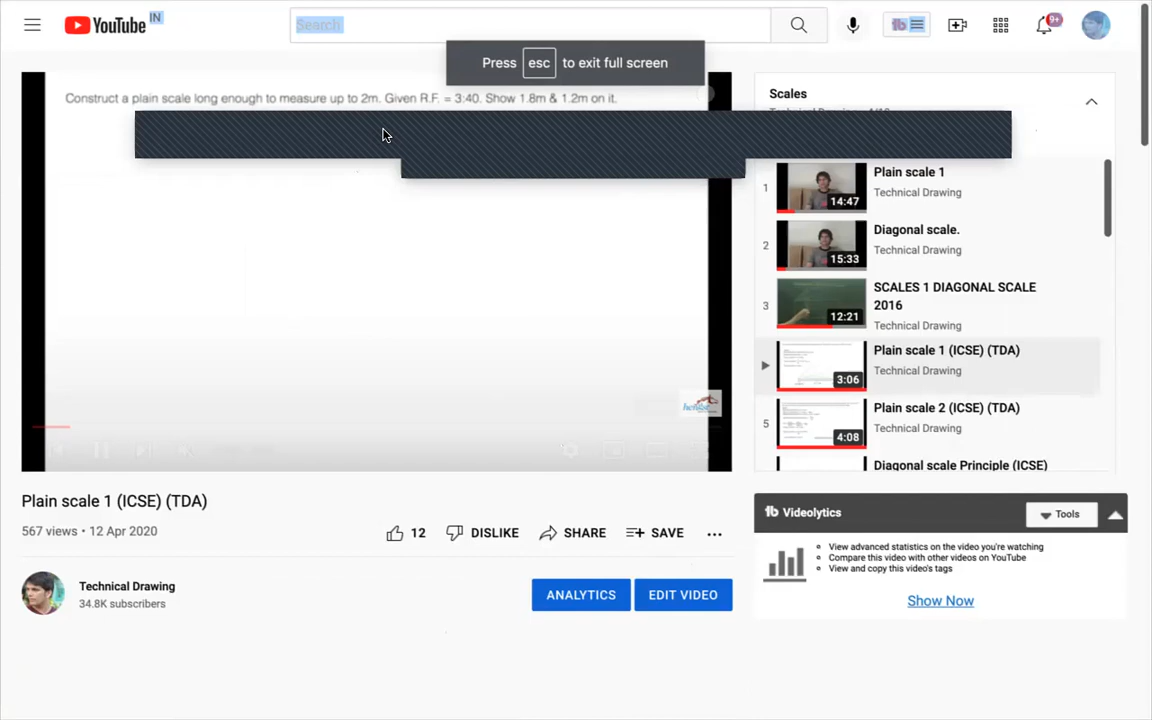 YouTube IN
Search
9+
Press esc to exit full screen
Construct a plain scale long enough to measure up to 2m. Given R.F. = 3:40. Show 1.8m & 1.2m on it.
Scales
1
Plain scale 1
Technical Drawing
14:47
2
Diagonal scale.
Technical Drawing
15:33
3
SCALES 1 DIAGONAL SCALE
2016
Technical Drawing
12:21
Plain scale 1 (ICSE) (TDA)
Technical Drawing
3:06
5
Plain scale 2 (ICSE) (TDA)
Technical Drawing
4:08
Diagonal scale Principle (ICSE)
Plain scale 1 (ICSE) (TDA)
567 views • 12 Apr 2020
12
DISLIKE
SHARE
SAVE
Technical Drawing
34.8K subscribers
ANALYTICS
EDIT VIDEO
Videolytics
Tools
View advanced statistics on the video you're watching
Compare this video with other videos on YouTube
View and copy this video's tags
Show Now